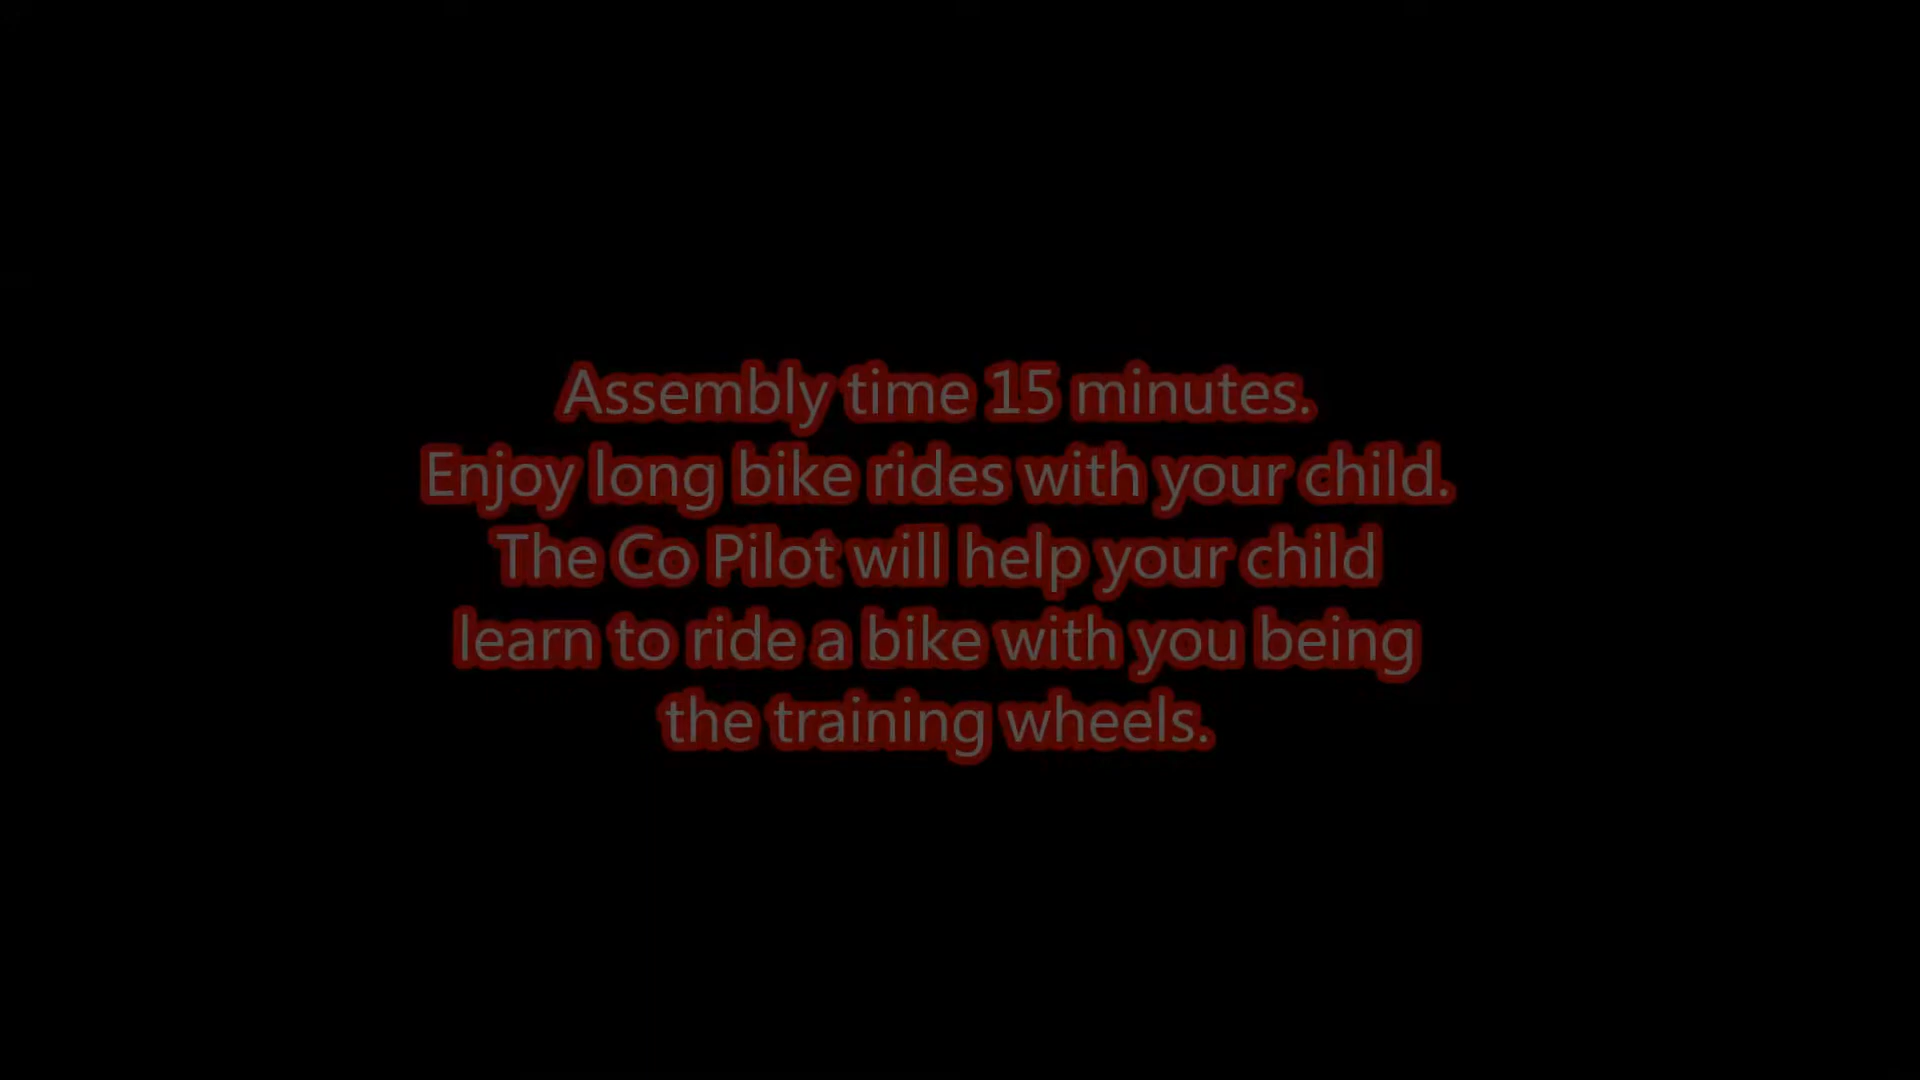 Assembly time 15 minutes.
Enjoy long bike rides with your child.
The Co Pilot will help your child
learn to ride a bike with you being
the training wheels.